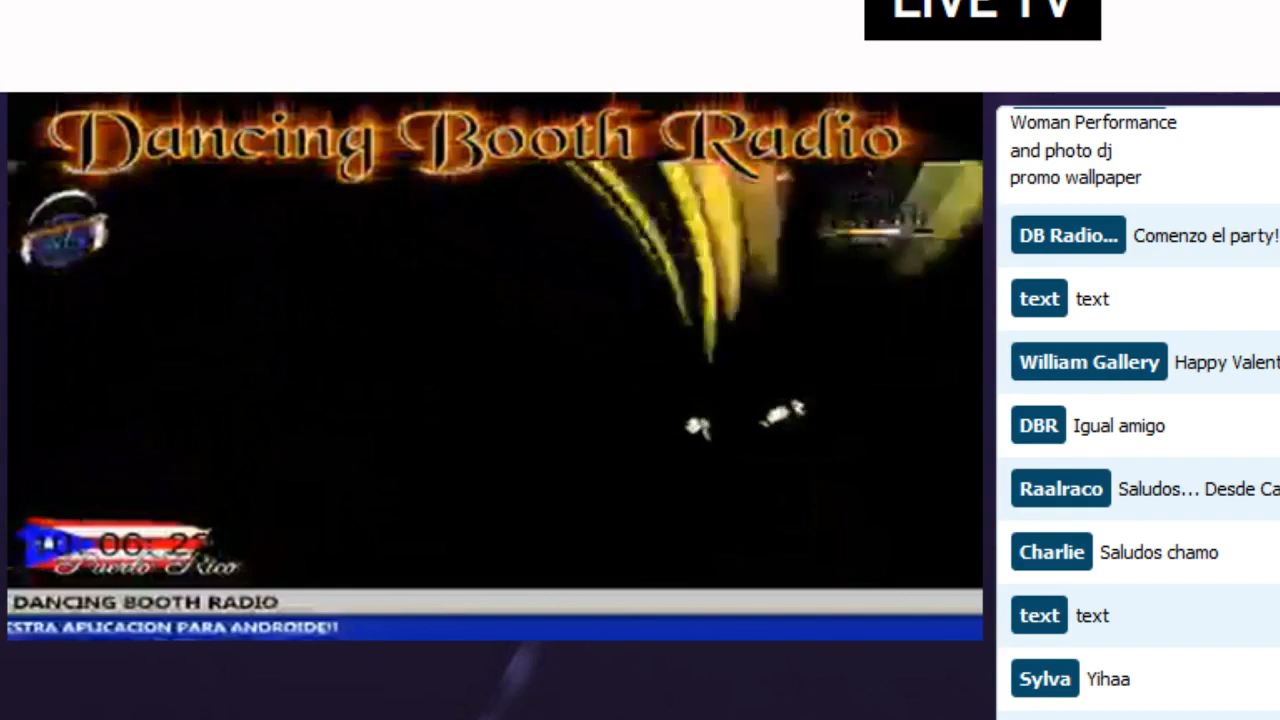 LIVE TV
Dancing Booth Radio
Puerto Rico
DANCING BOOTH RADIO
STRA APLICACION PARA ANDROIDE!!
Woman Performance
and photo dj
promo wallpaper
DB Radio... Comenzo el party!
text text
William Gallery Happy Valent
DBR Igual amigo
Raalraco Saludos... Desde Ca
Charlie Saludos chamo
text text
Sylva Yihaa